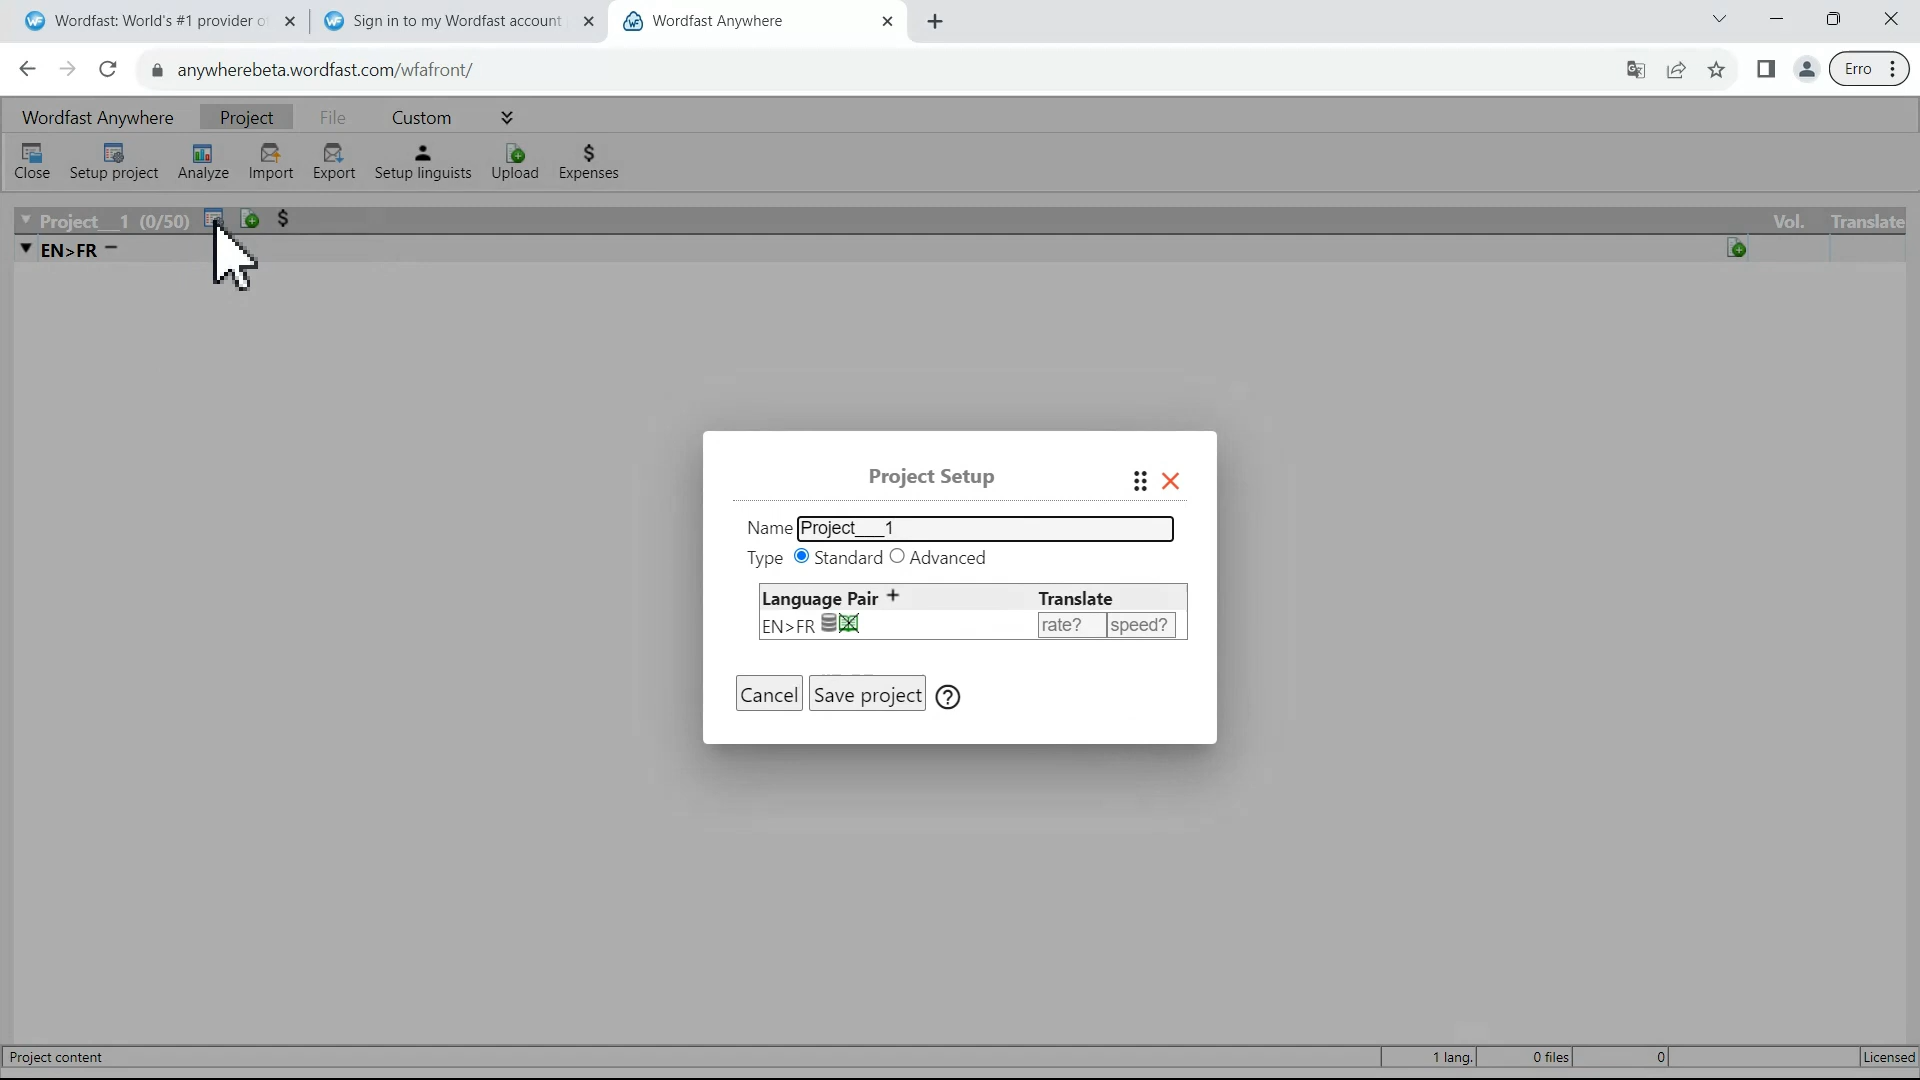 Wordfast: World's #1 provider o
Sign in to my Wordfast account
Wordfast Anywhere
anywherebeta.wordfast.com/wfafront/
Erro
Wordfast Anywhere Project File Custom
Close Setup project Analyze Import Export Setup linguists Upload Expenses
Project___1 (0/50) Vol. Translate
EN>FR
Project Setup
Name Project___1
Type Standard Advanced
Language Pair + Translate
EN>FR rate? speed?
Cancel Save project ?
Project content 1 lang. 0 files 0 Licensed